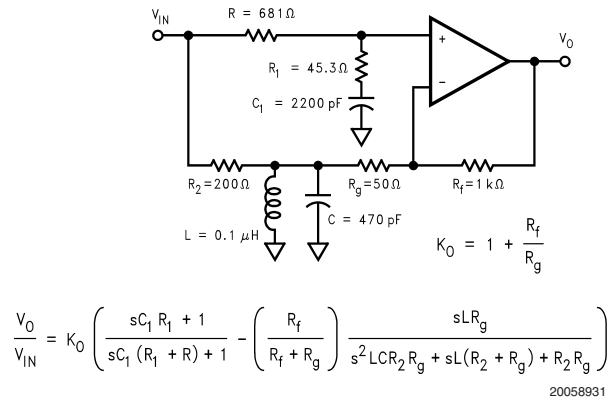 V_IN
R = 681Ω
V_O
+
R_1 = 45.3Ω
−
C_1 = 2200 pF
R_2=200Ω
R_g=50Ω
R_f=1 kΩ
C = 470 pF
L = 0.1 μH
K_O = 1 + R_f / R_g
V_O / V_IN = K_O ( (sC_1 R_1 + 1) / (sC_1 (R_1 + R) + 1) − ( R_f / (R_f + R_g) ) sLR_g / (s^2 LCR_2 R_g + sL(R_2 + R_g) + R_2 R_g) )
20058931